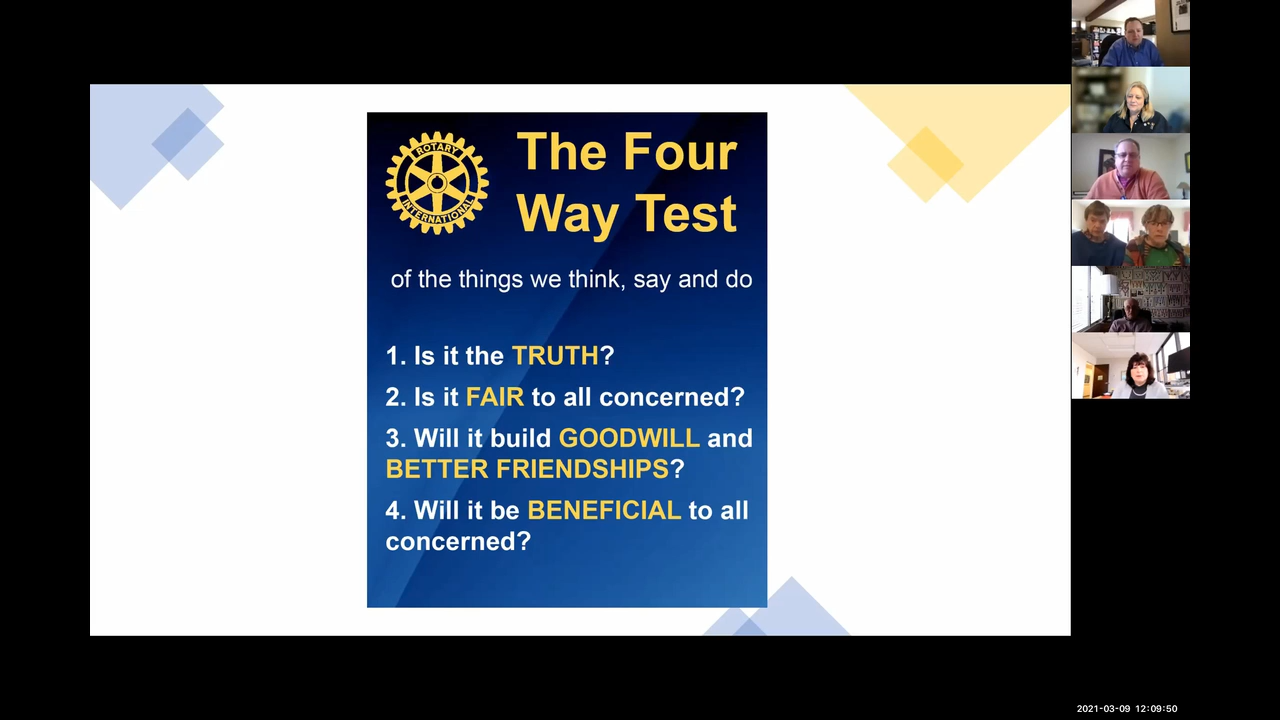 ROTARY
INTERNATIONAL
The Four
Way Test
of the things we think, say and do
1. Is it the TRUTH?
2. Is it FAIR to all concerned?
3. Will it build GOODWILL and
BETTER FRIENDSHIPS?
4. Will it be BENEFICIAL to all
concerned?
2021-03-09 12:09:50